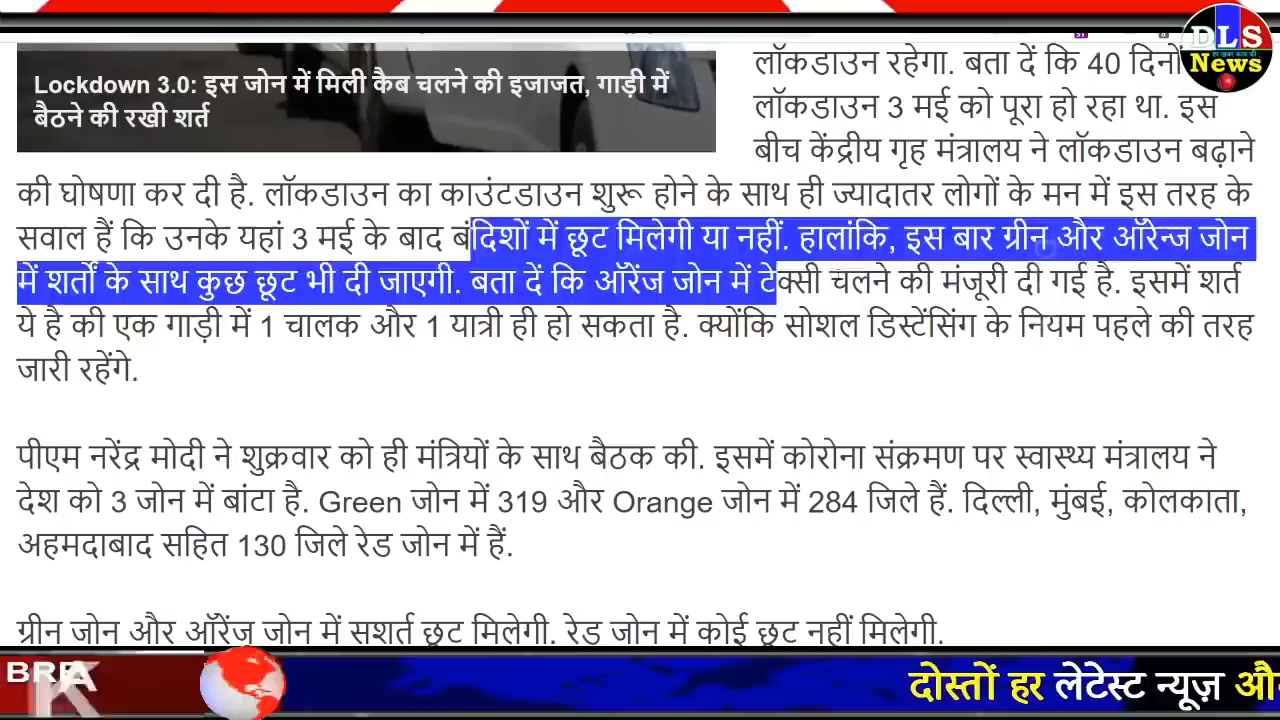 DLS
News
Lockdown 3.0: इस जोन में मिली कैब चलने की इजाजत, गाड़ी में
बैठने की रखी शर्त
लॉकडाउन रहेगा. बता दें कि 40 दिनों
लॉकडाउन 3 मई को पूरा हो रहा था. इस
बीच केंद्रीय गृह मंत्रालय ने लॉकडाउन बढ़ाने
की घोषणा कर दी है. लॉकडाउन का काउंटडाउन शुरू होने के साथ ही ज्यादातर लोगों के मन में इस तरह के
सवाल हैं कि उनके यहां 3 मई के बाद बंदिशों में छूट मिलेगी या नहीं. हालांकि, इस बार ग्रीन और ऑरेन्ज जोन
में शर्तों के साथ कुछ छूट भी दी जाएगी. बता दें कि ऑरेंज जोन में टेक्सी चलने की मंजूरी दी गई है. इसमें शर्त
ये है की एक गाड़ी में 1 चालक और 1 यात्री ही हो सकता है. क्योंकि सोशल डिस्टेंसिंग के नियम पहले की तरह
जारी रहेंगे.
पीएम नरेंद्र मोदी ने शुक्रवार को ही मंत्रियों के साथ बैठक की. इसमें कोरोना संक्रमण पर स्वास्थ्य मंत्रालय ने
देश को 3 जोन में बांटा है. Green जोन में 319 और Orange जोन में 284 जिले हैं. दिल्ली, मुंबई, कोलकाता,
अहमदाबाद सहित 130 जिले रेड जोन में हैं.
ग्रीन जोन और ऑरेंज जोन में सशर्त छूट मिलेगी. रेड जोन में कोई छूट नहीं मिलेगी.
दोस्तों हर लेटेस्ट न्यूज़